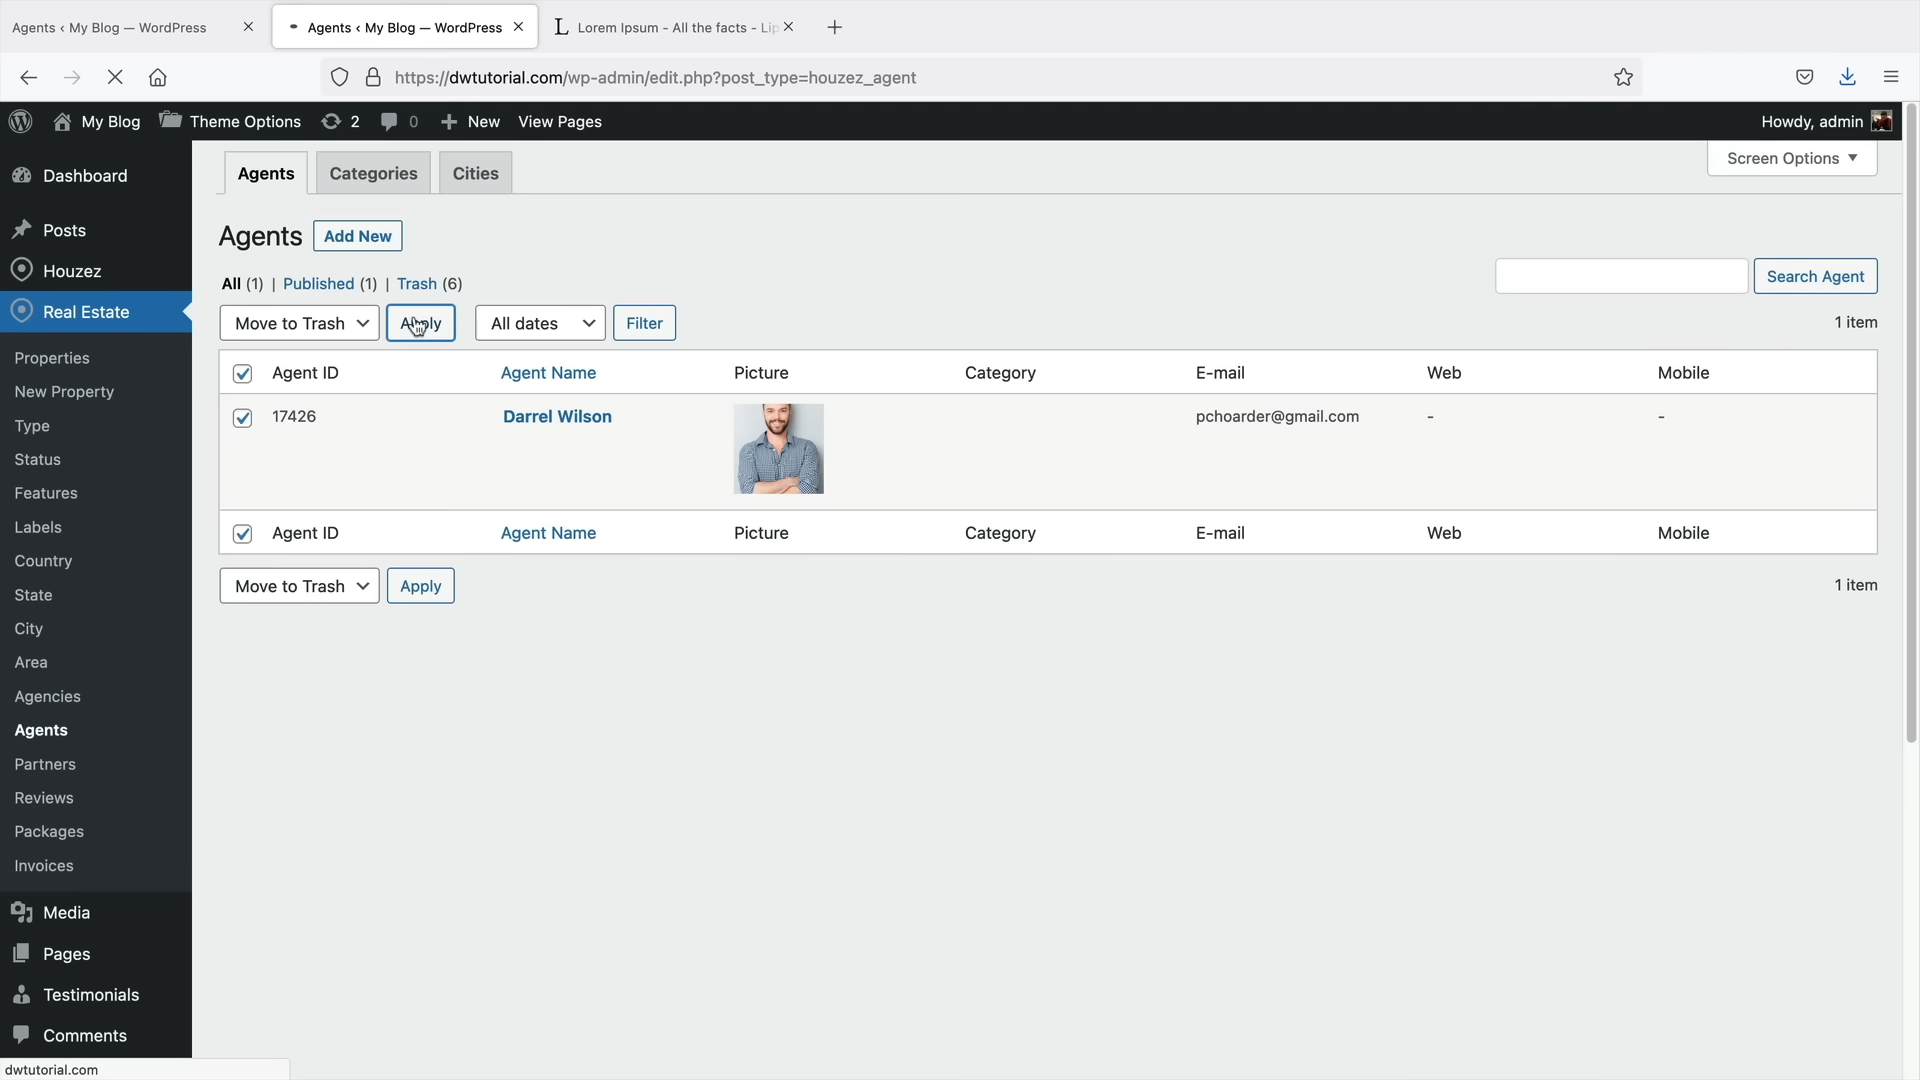 Agents ‹ My Blog — WordPress
Agents ‹ My Blog — WordPress
Lorem Ipsum - All the facts - Lip
https://dwtutorial.com/wp-admin/edit.php?post_type=houzez_agent
My Blog
Theme Options
2
0
New
View Pages
Howdy, admin
Dashboard
Posts
Houzez
Real Estate
Properties
New Property
Type
Status
Features
Labels
Country
State
City
Area
Agencies
Agents
Partners
Reviews
Packages
Invoices
Media
Pages
Testimonials
Comments
Agents
Categories
Cities
Screen Options
Agents
Add New
All (1) | Published (1) | Trash (6)
Search Agent
Move to Trash
Apply
All dates
Filter
1 item
Agent ID Agent Name Picture Category E-mail Web Mobile
17426 Darrel Wilson pchoarder@gmail.com - -
Agent ID Agent Name Picture Category E-mail Web Mobile
Move to Trash
Apply
1 item
dwtutorial.com